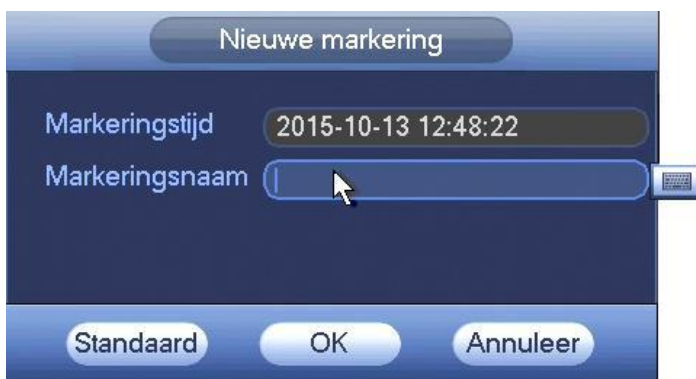 Nieuwe markering
Markeringstijd 2015-10-13 12:48:22
Markeringsnaam
Standaard OK Annuleer